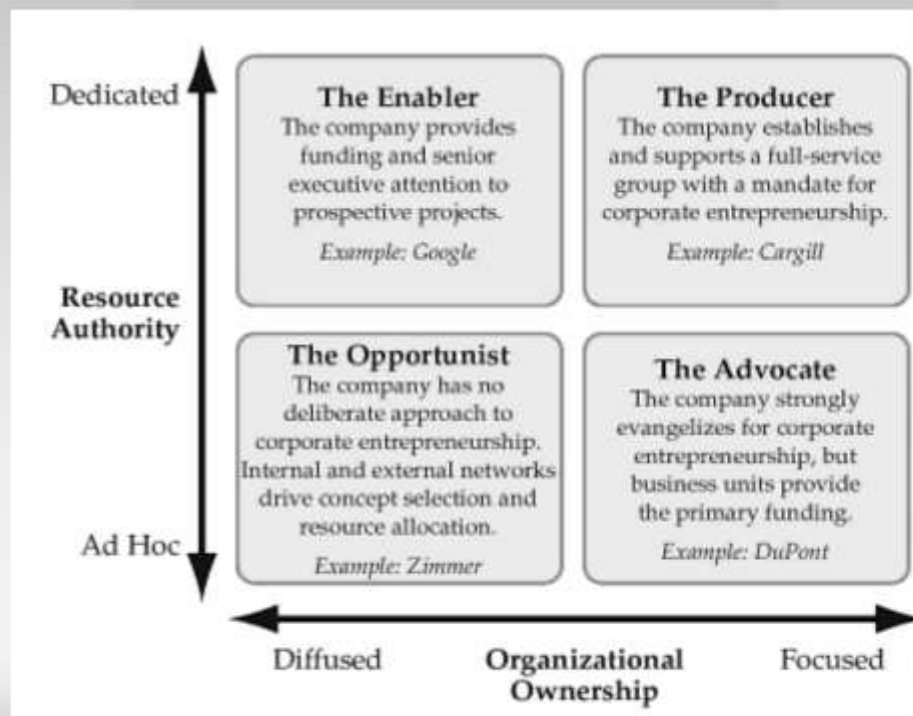 Dedicated
Resource
Authority
Ad Hoc
The Enabler
The company provides
funding and senior
executive attention to
prospective projects.
Example: Google
The Producer
The company establishes
and supports a full-service
group with a mandate for
corporate entrepreneurship.
Example: Cargill
The Opportunist
The company has no
deliberate approach to
corporate entrepreneurship.
Internal and external networks
drive concept selection and
resource allocation.
Example: Zimmer
The Advocate
The company strongly
evangelizes for corporate
entrepreneurship, but
business units provide
the primary funding.
Example: DuPont
Diffused
Organizational
Ownership
Focused